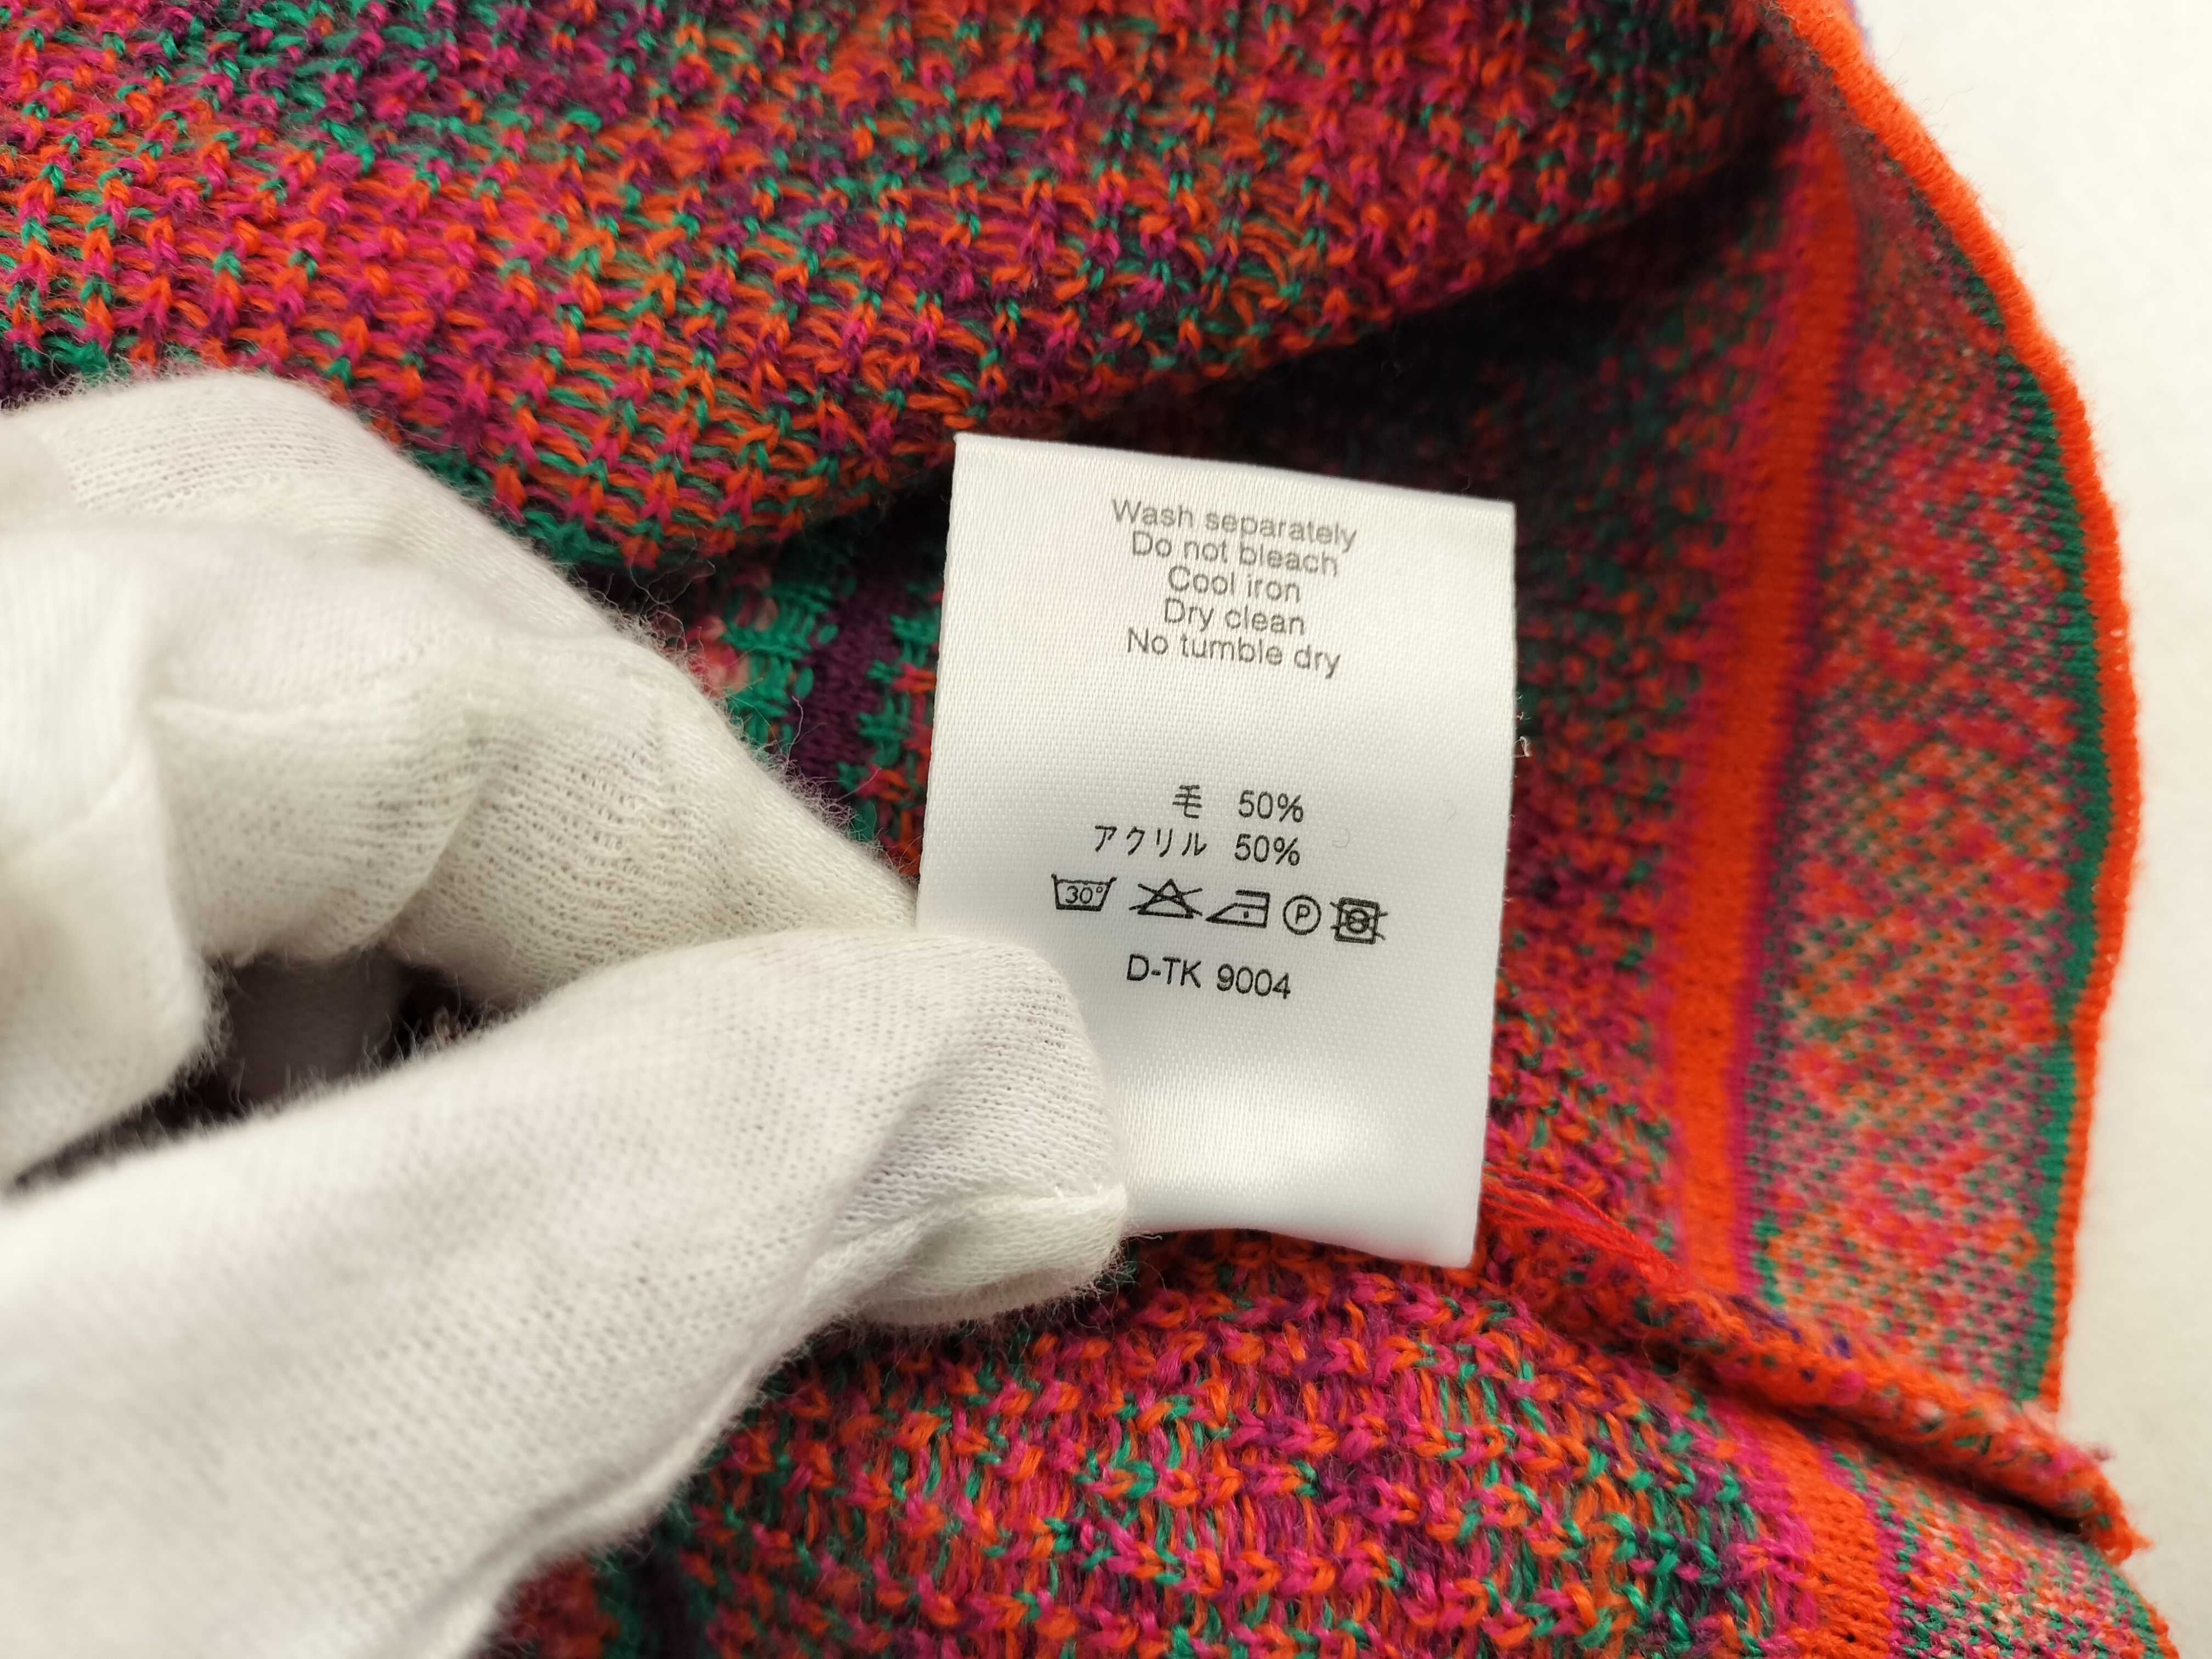 Wash separately
Do not bleach
Cool iron
Dry clean
No tumble dry
毛 50%
アクリル 50%
30° P
D-TK 9004